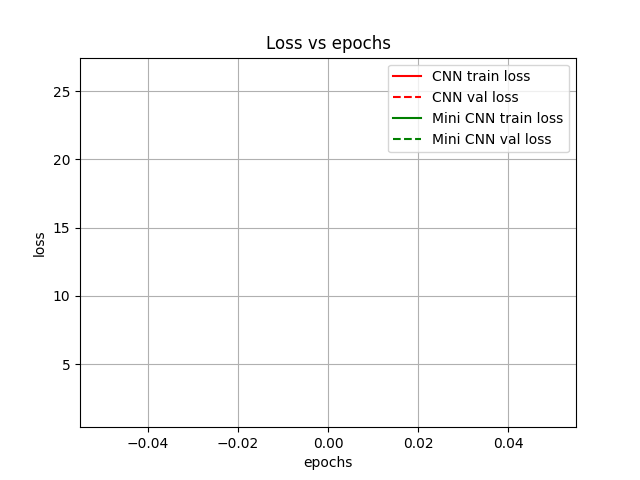 Loss vs epochs
CNN train loss
CNN val loss
Mini CNN train loss
Mini CNN val loss
25
20
15
10
5
loss
−0.04
−0.02
0.00
0.02
0.04
epochs